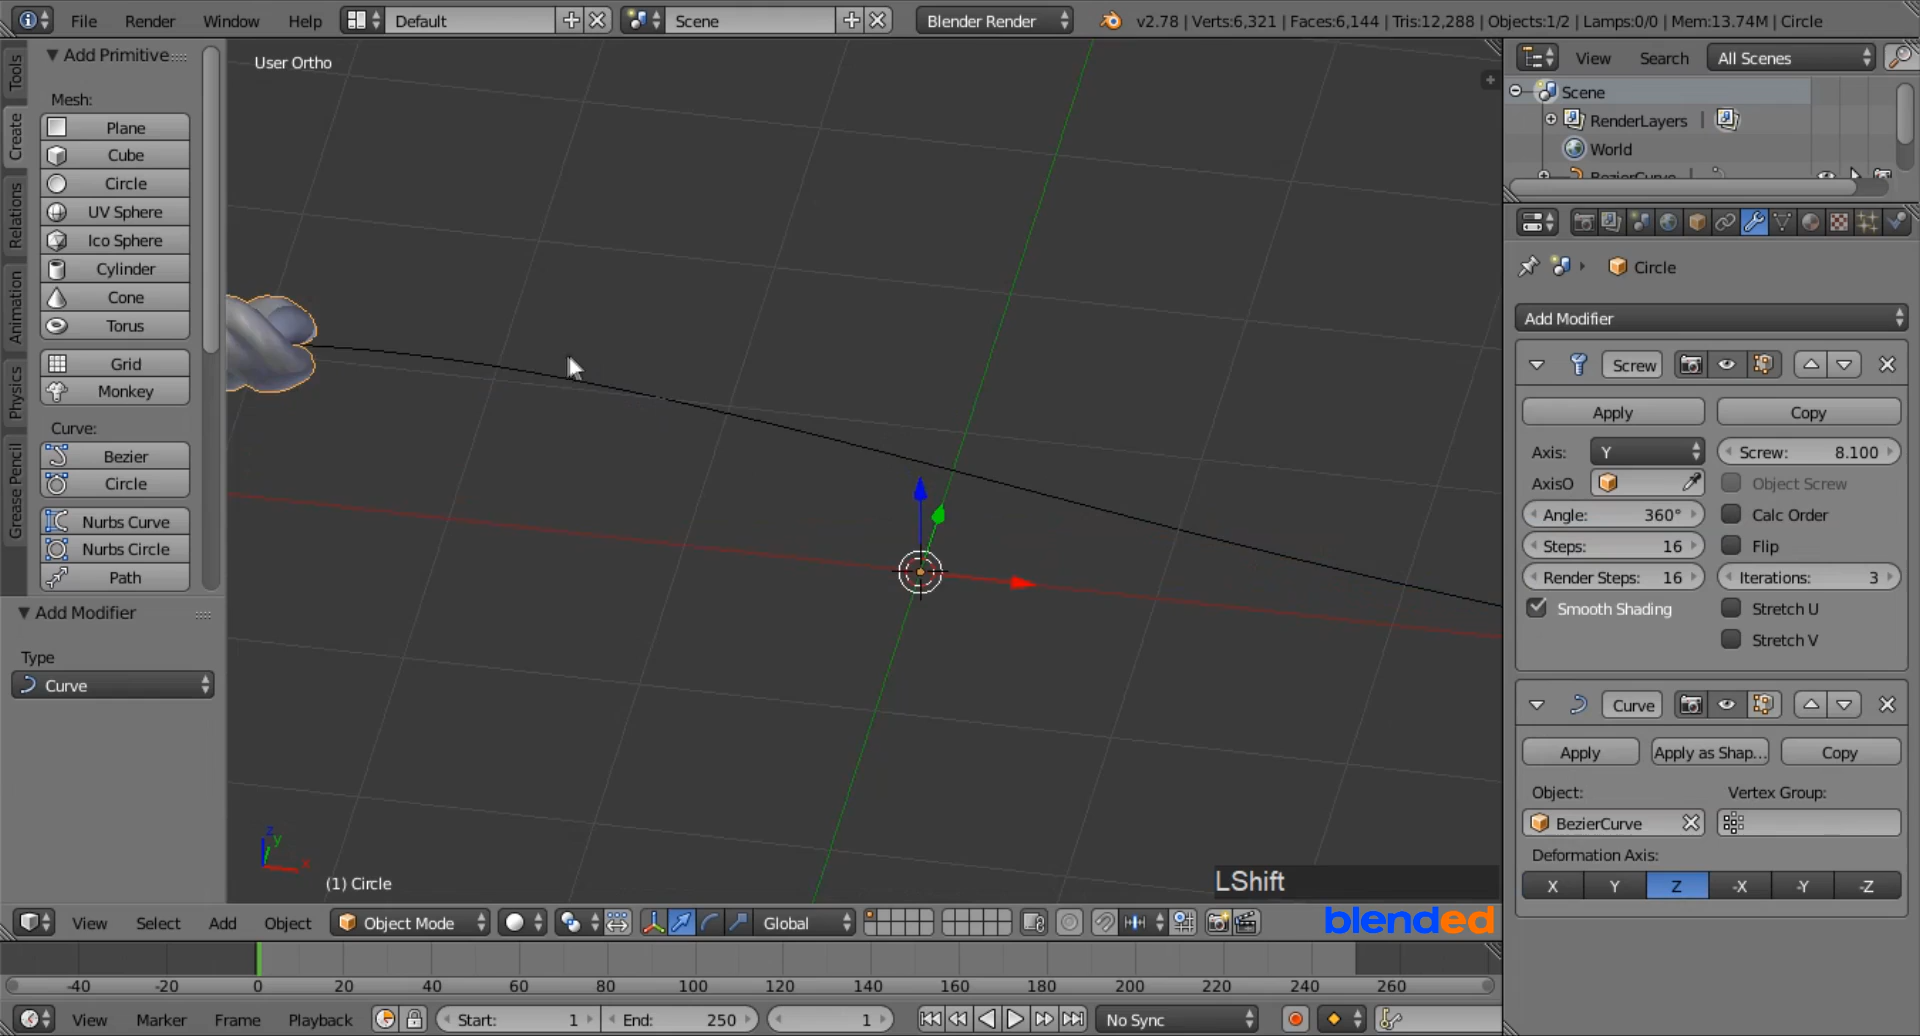 File Render Window Help Default Scene Blender Render v2.78 | Verts:6,321 | Faces:6,144 | Tris:12,288 | Objects:1/2 | Lamps:0/0 | Mem:13.74M | Circle
Tools
Create
Relations
Animation
Physics
Grease Pencil
Add Primitive
Mesh:
Plane
Cube
Circle
UV Sphere
Ico Sphere
Cylinder
Cone
Torus
Grid
Monkey
Curve:
Bezier
Circle
Nurbs Curve
Nurbs Circle
Path
Add Modifier
Type
Curve
User Ortho
z
y
x
(1) Circle
LShift
blended
View Search All Scenes
Scene
RenderLayers
World
BezierCurve
Circle
Add Modifier
Screw
Apply Copy
Axis: Y Screw: 8.100
AxisO Object Screw
Angle: 360° Calc Order
Steps: 16 Flip
Render Steps: 16 Iterations: 3
Smooth Shading Stretch U
Stretch V
Curve
Apply Apply as Shap... Copy
Object: Vertex Group:
BezierCurve
Deformation Axis:
X Y Z -X -Y -Z
View Select Add Object Object Mode Global
-40 -20 0 20 40 60 80 100 120 140 160 180 200 220 240 260
View Marker Frame Playback Start: 1 End: 250 1 No Sync